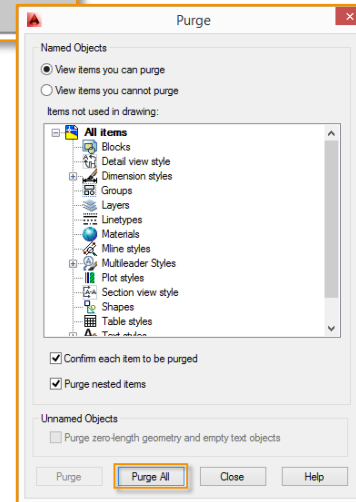 Purge
Named Objects
View items you can purge
View items you cannot purge
Items not used in drawing:
All items
Blocks
Detail view style
Dimension styles
Groups
Layers
Linetypes
Materials
Mline styles
Multileader Styles
Plot styles
Section view style
Shapes
Table styles
Text styles
Confirm each item to be purged
Purge nested items
Unnamed Objects
Purge zero-length geometry and empty text objects
Purge Purge All Close Help